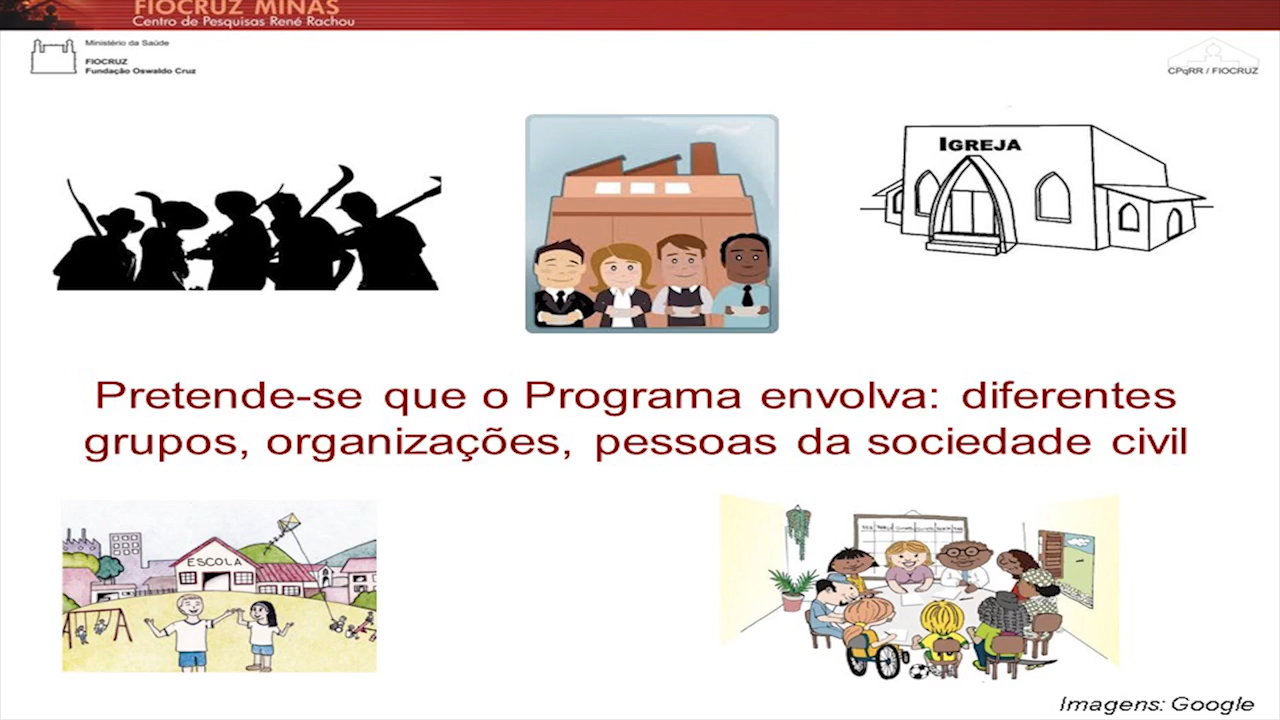 FIOCRUZ MINAS
Centro de Pesquisas René Rachou
Ministério da Saúde
FIOCRUZ
Fundação Oswaldo Cruz
CPqRR / FIOCRUZ
IGREJA
Pretende-se que o Programa envolva: diferentes
grupos, organizações, pessoas da sociedade civil
ESCOLA
Imagens: Google